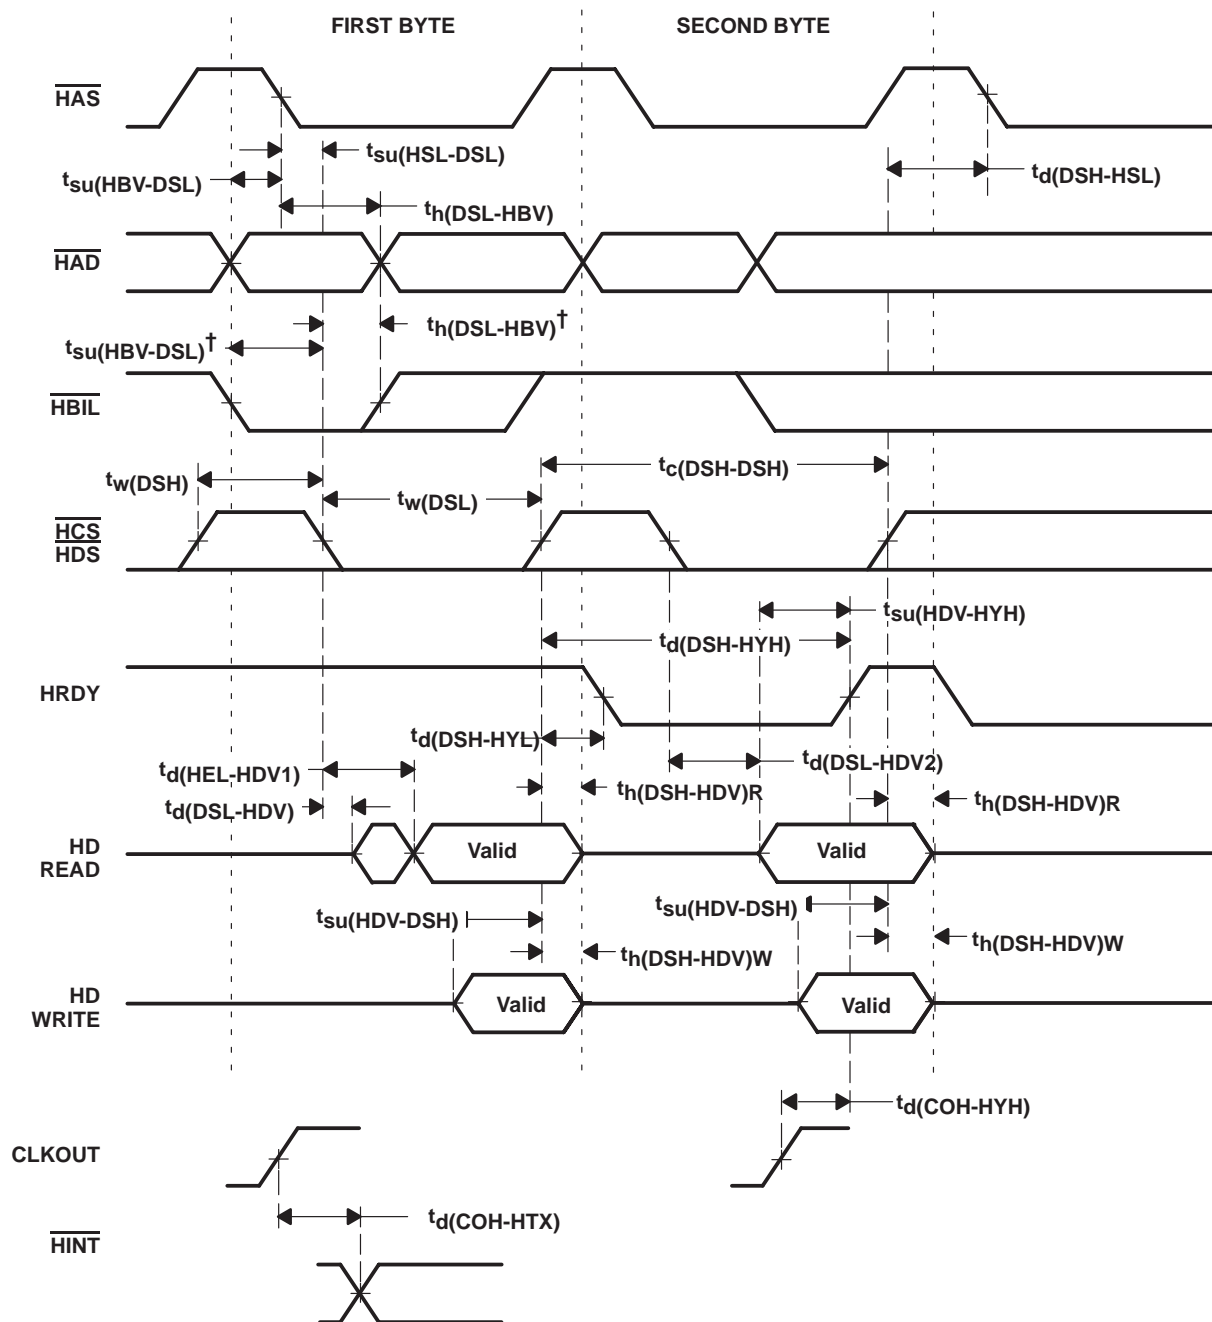 FIRST BYTE
SECOND BYTE
HAS
tsu(HSL-DSL)
tsu(HBV-DSL)
td(DSH-HSL)
th(DSL-HBV)
HAD
th(DSL-HBV)†
tsu(HBV-DSL)†
HBIL
tc(DSH-DSH)
tw(DSH)
tw(DSL)
HCS
HDS
tsu(HDV-HYH)
td(DSH-HYH)
HRDY
td(DSH-HYL)
td(HEL-HDV1)
td(DSL-HDV2)
td(DSL-HDV)
th(DSH-HDV)R
th(DSH-HDV)R
HD
READ
Valid
Valid
tsu(HDV-DSH)
tsu(HDV-DSH)
th(DSH-HDV)W
th(DSH-HDV)W
HD
WRITE
Valid
Valid
td(COH-HYH)
CLKOUT
td(COH-HTX)
HINT